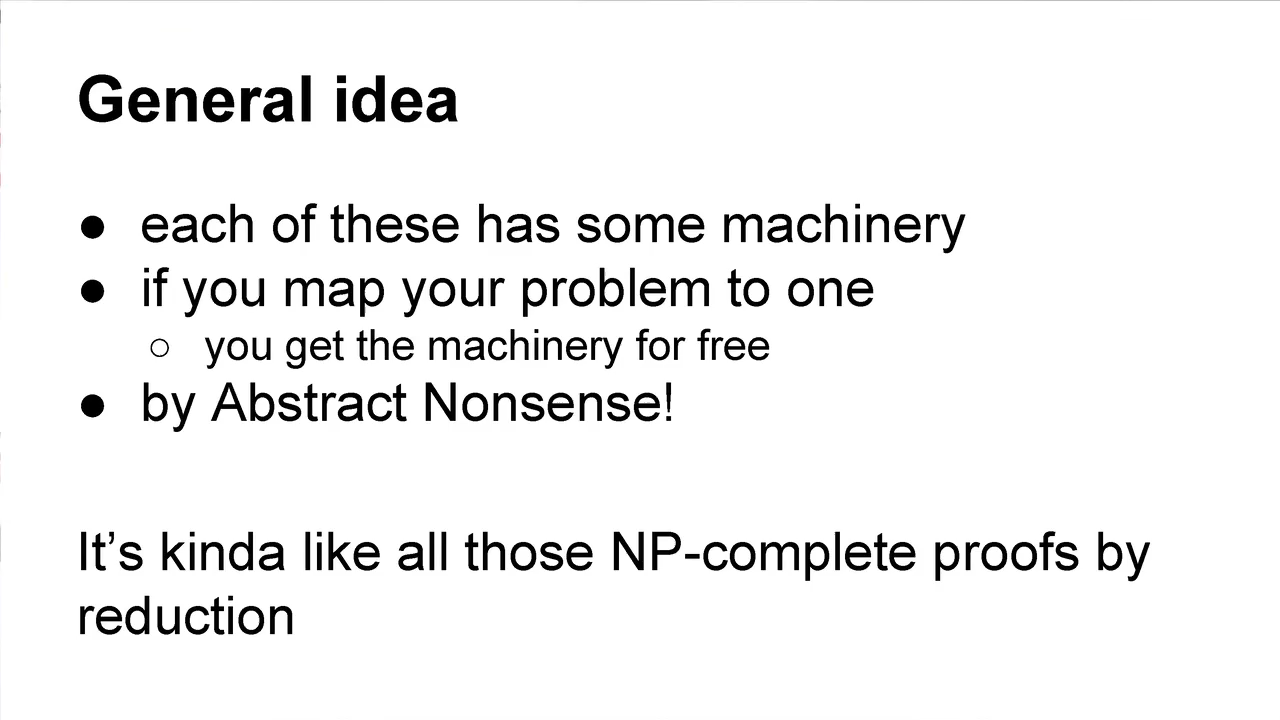 General idea
● each of these has some machinery
● if you map your problem to one
○ you get the machinery for free
● by Abstract Nonsense!
It’s kinda like all those NP-complete proofs by
reduction